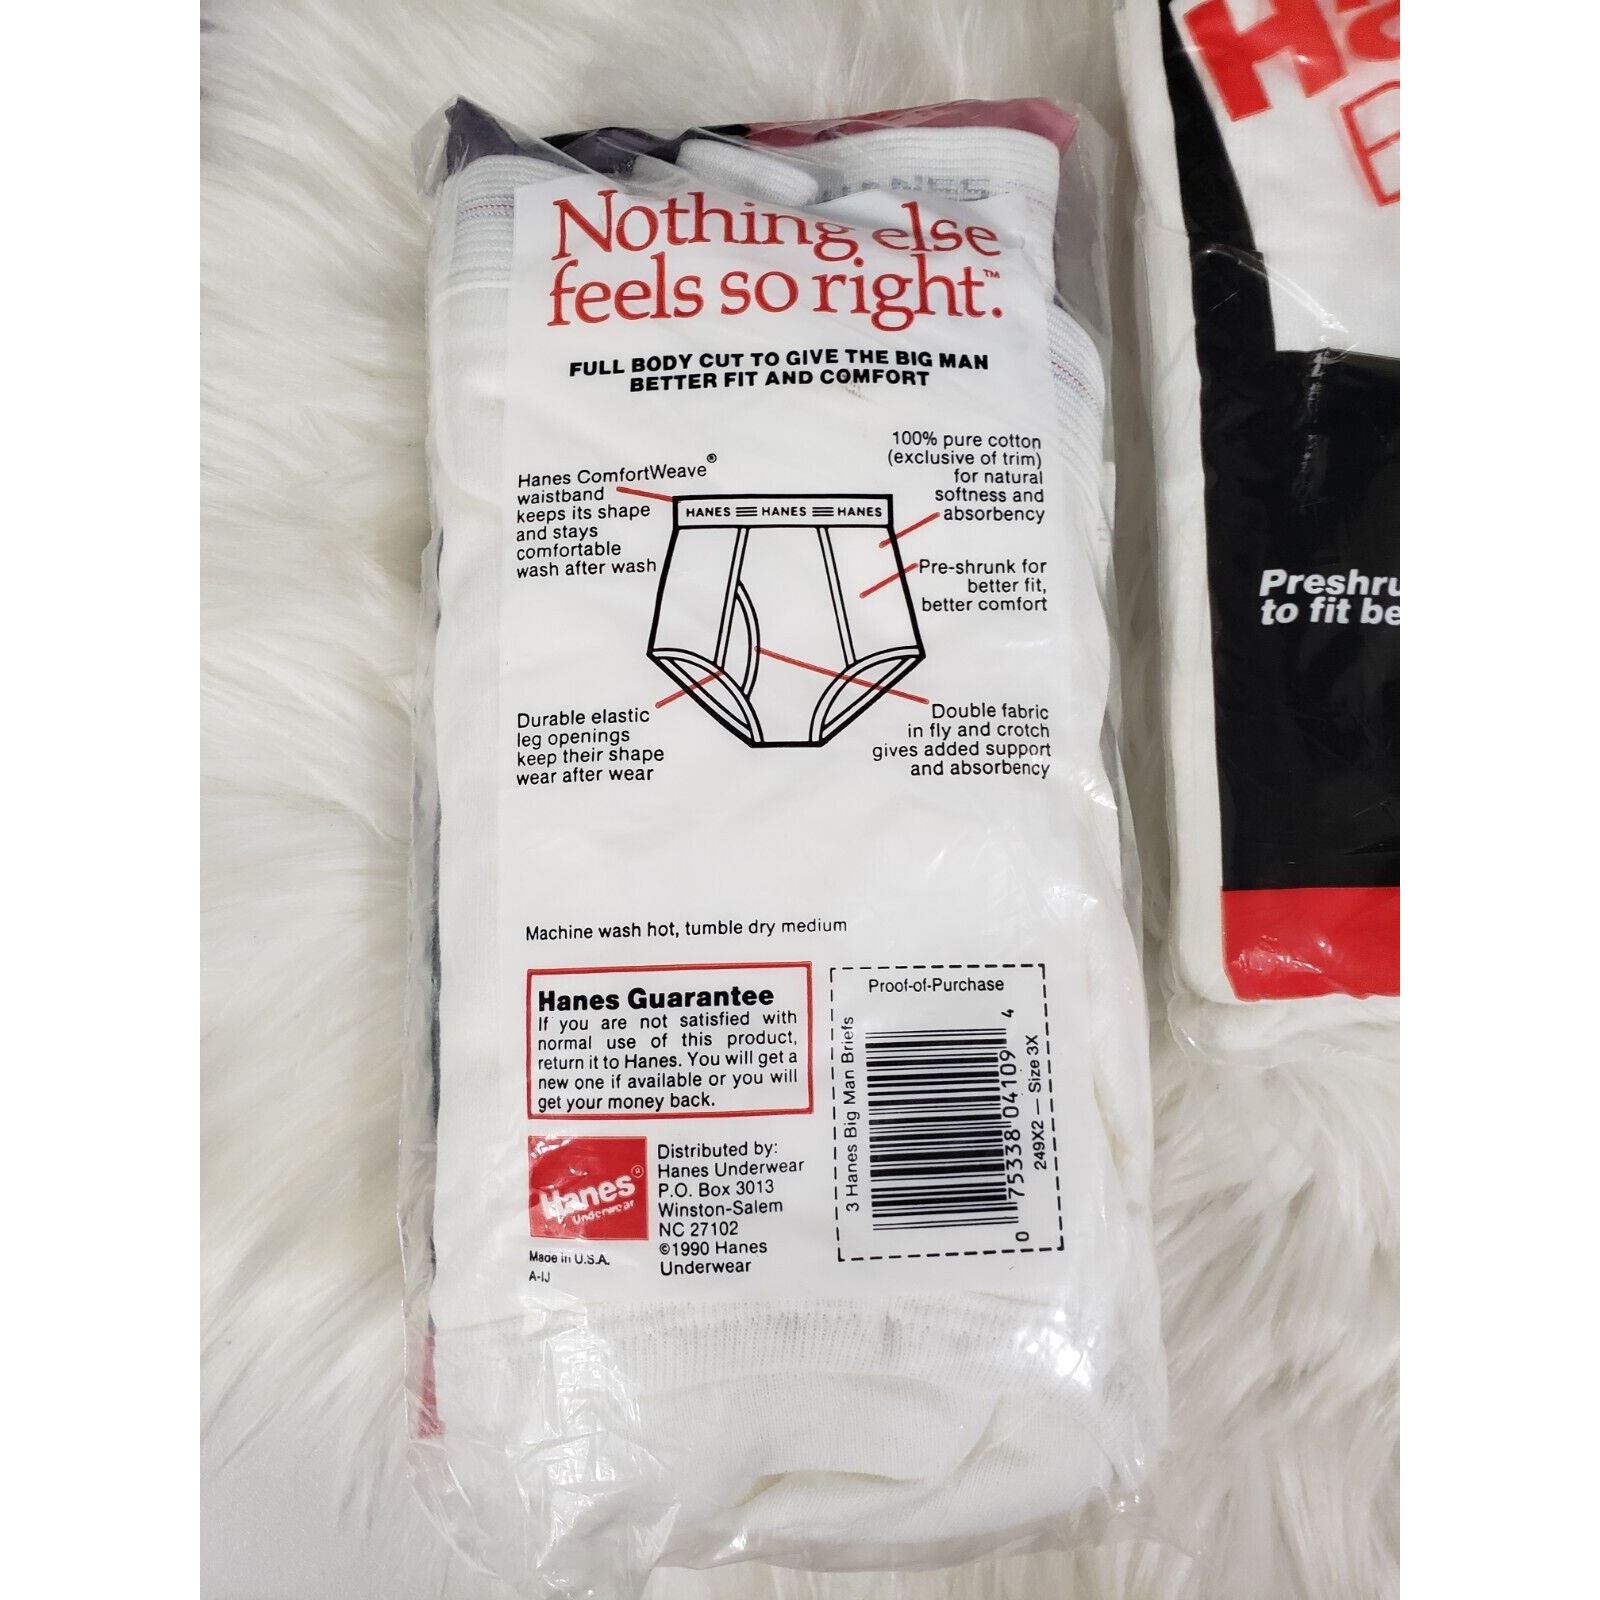 HANES
Nothing else
feels so right.™
FULL BODY CUT TO GIVE THE BIG MAN
BETTER FIT AND COMFORT
Hanes ComfortWeave®
waistband
keeps its shape
and stays
comfortable
wash after wash
100% pure cotton
(exclusive of trim)
for natural
softness and
absorbency
HANES HANES HANES
Pre-shrunk for
better fit,
better comfort
Durable elastic
leg openings
keep their shape
wear after wear
Double fabric
in fly and crotch
gives added support
and absorbency
Machine wash hot, tumble dry medium
Hanes Guarantee
If you are not satisfied with
normal use of this product,
return it to Hanes. You will get a
new one if available or you will
get your money back.
Hanes®
Underwear
Made in U.S.A.
A-IJ
Distributed by:
Hanes Underwear
P.O. Box 3013
Winston-Salem
NC 27102
©1990 Hanes
Underwear
Proof-of-Purchase
3 Hanes Big Man Briefs
0 75338 04109 4
249X2 — Size 3X
Ha
Preshru
to fit be